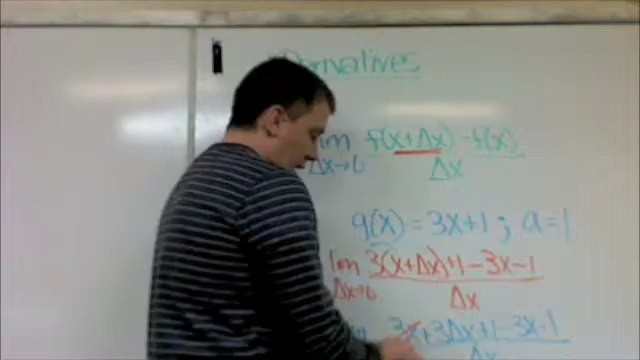 Derivatives
lim f(x+Δx)-f(x)
Δx→0 Δx
g(x) = 3x+1 ; a=1
lim 3(x+Δx)+1-3x-1
Δx→0 Δx
3x+3Δx+1-3x-1
Δx